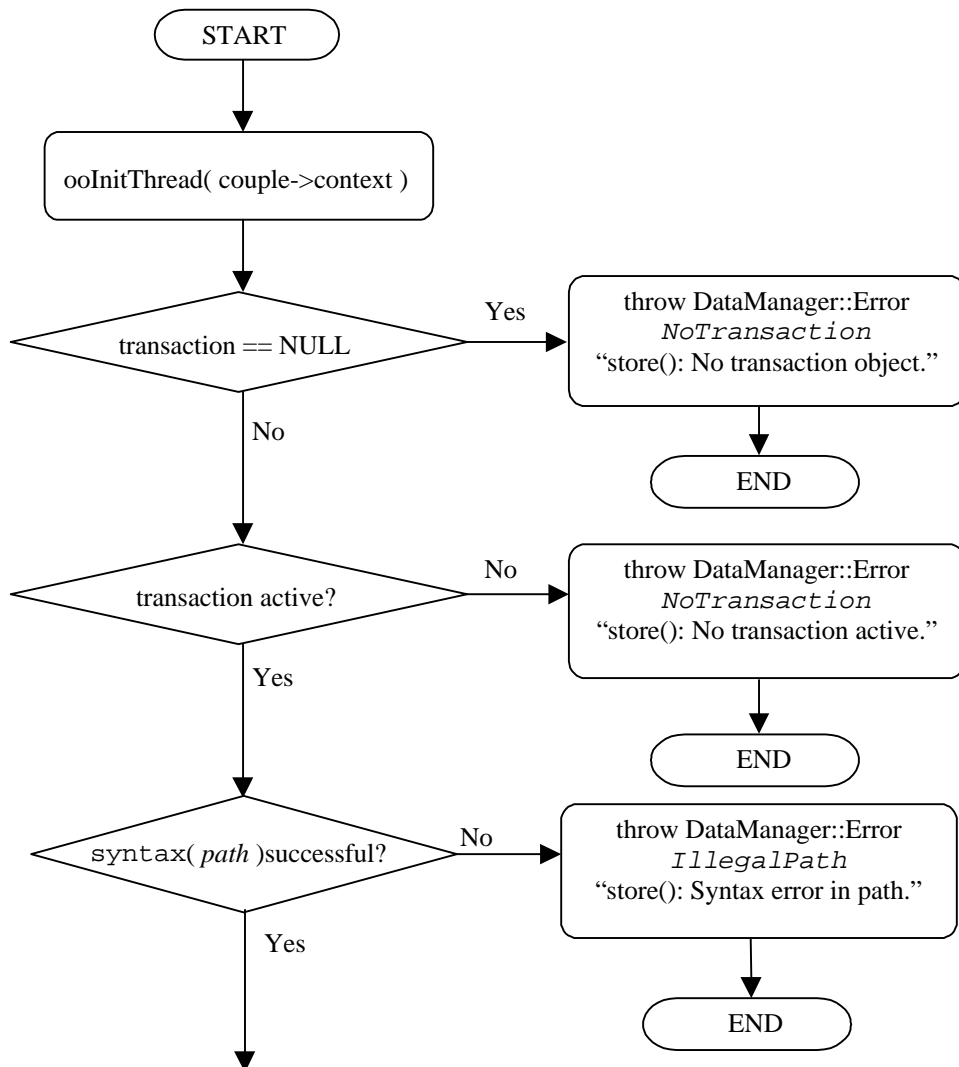 START
ooInitThread( couple->context )
transaction == NULL
Yes
throw DataManager::Error
NoTransaction
“store(): No transaction object.”
No
END
transaction active?
No
throw DataManager::Error
NoTransaction
“store(): No transaction active.”
Yes
END
syntax( path )successful?
No
throw DataManager::Error
IllegalPath
“store(): Syntax error in path.”
Yes
END